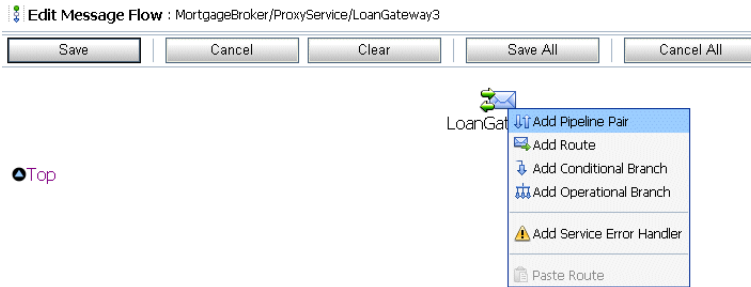 Edit Message Flow : MortgageBroker/ProxyService/LoanGateway3
Save Cancel Clear Save All Cancel All
LoanGat
Add Pipeline Pair
Add Route
Top
Add Conditional Branch
Add Operational Branch
Add Service Error Handler
Paste Route